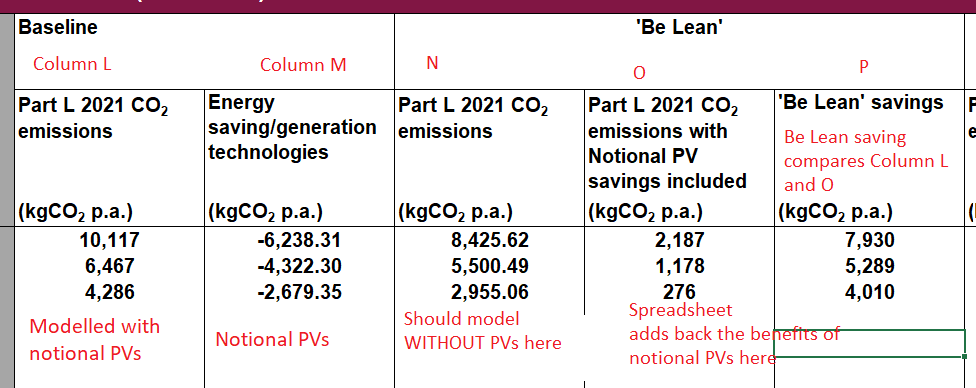 Baseline
'Be Lean'
Column L
Column M
N
O
P
Part L 2021 CO₂
emissions
(kgCO₂ p.a.)
Energy
saving/generation
technologies
(kgCO₂ p.a.)
Part L 2021 CO₂
emissions
(kgCO₂ p.a.)
Part L 2021 CO₂
emissions with
Notional PV
savings included
(kgCO₂ p.a.)
'Be Lean' savings
Be Lean saving
compares Column L
and O
(kgCO₂ p.a.)
10,117 -6,238.31 8,425.62 2,187 7,930
6,467 -4,322.30 5,500.49 1,178 5,289
4,286 -2,679.35 2,955.06 276 4,010
Modelled with
notional PVs
Notional PVs
Should model
WITHOUT PVs here
Spreadsheet
adds back the benefits of
notional PVs here